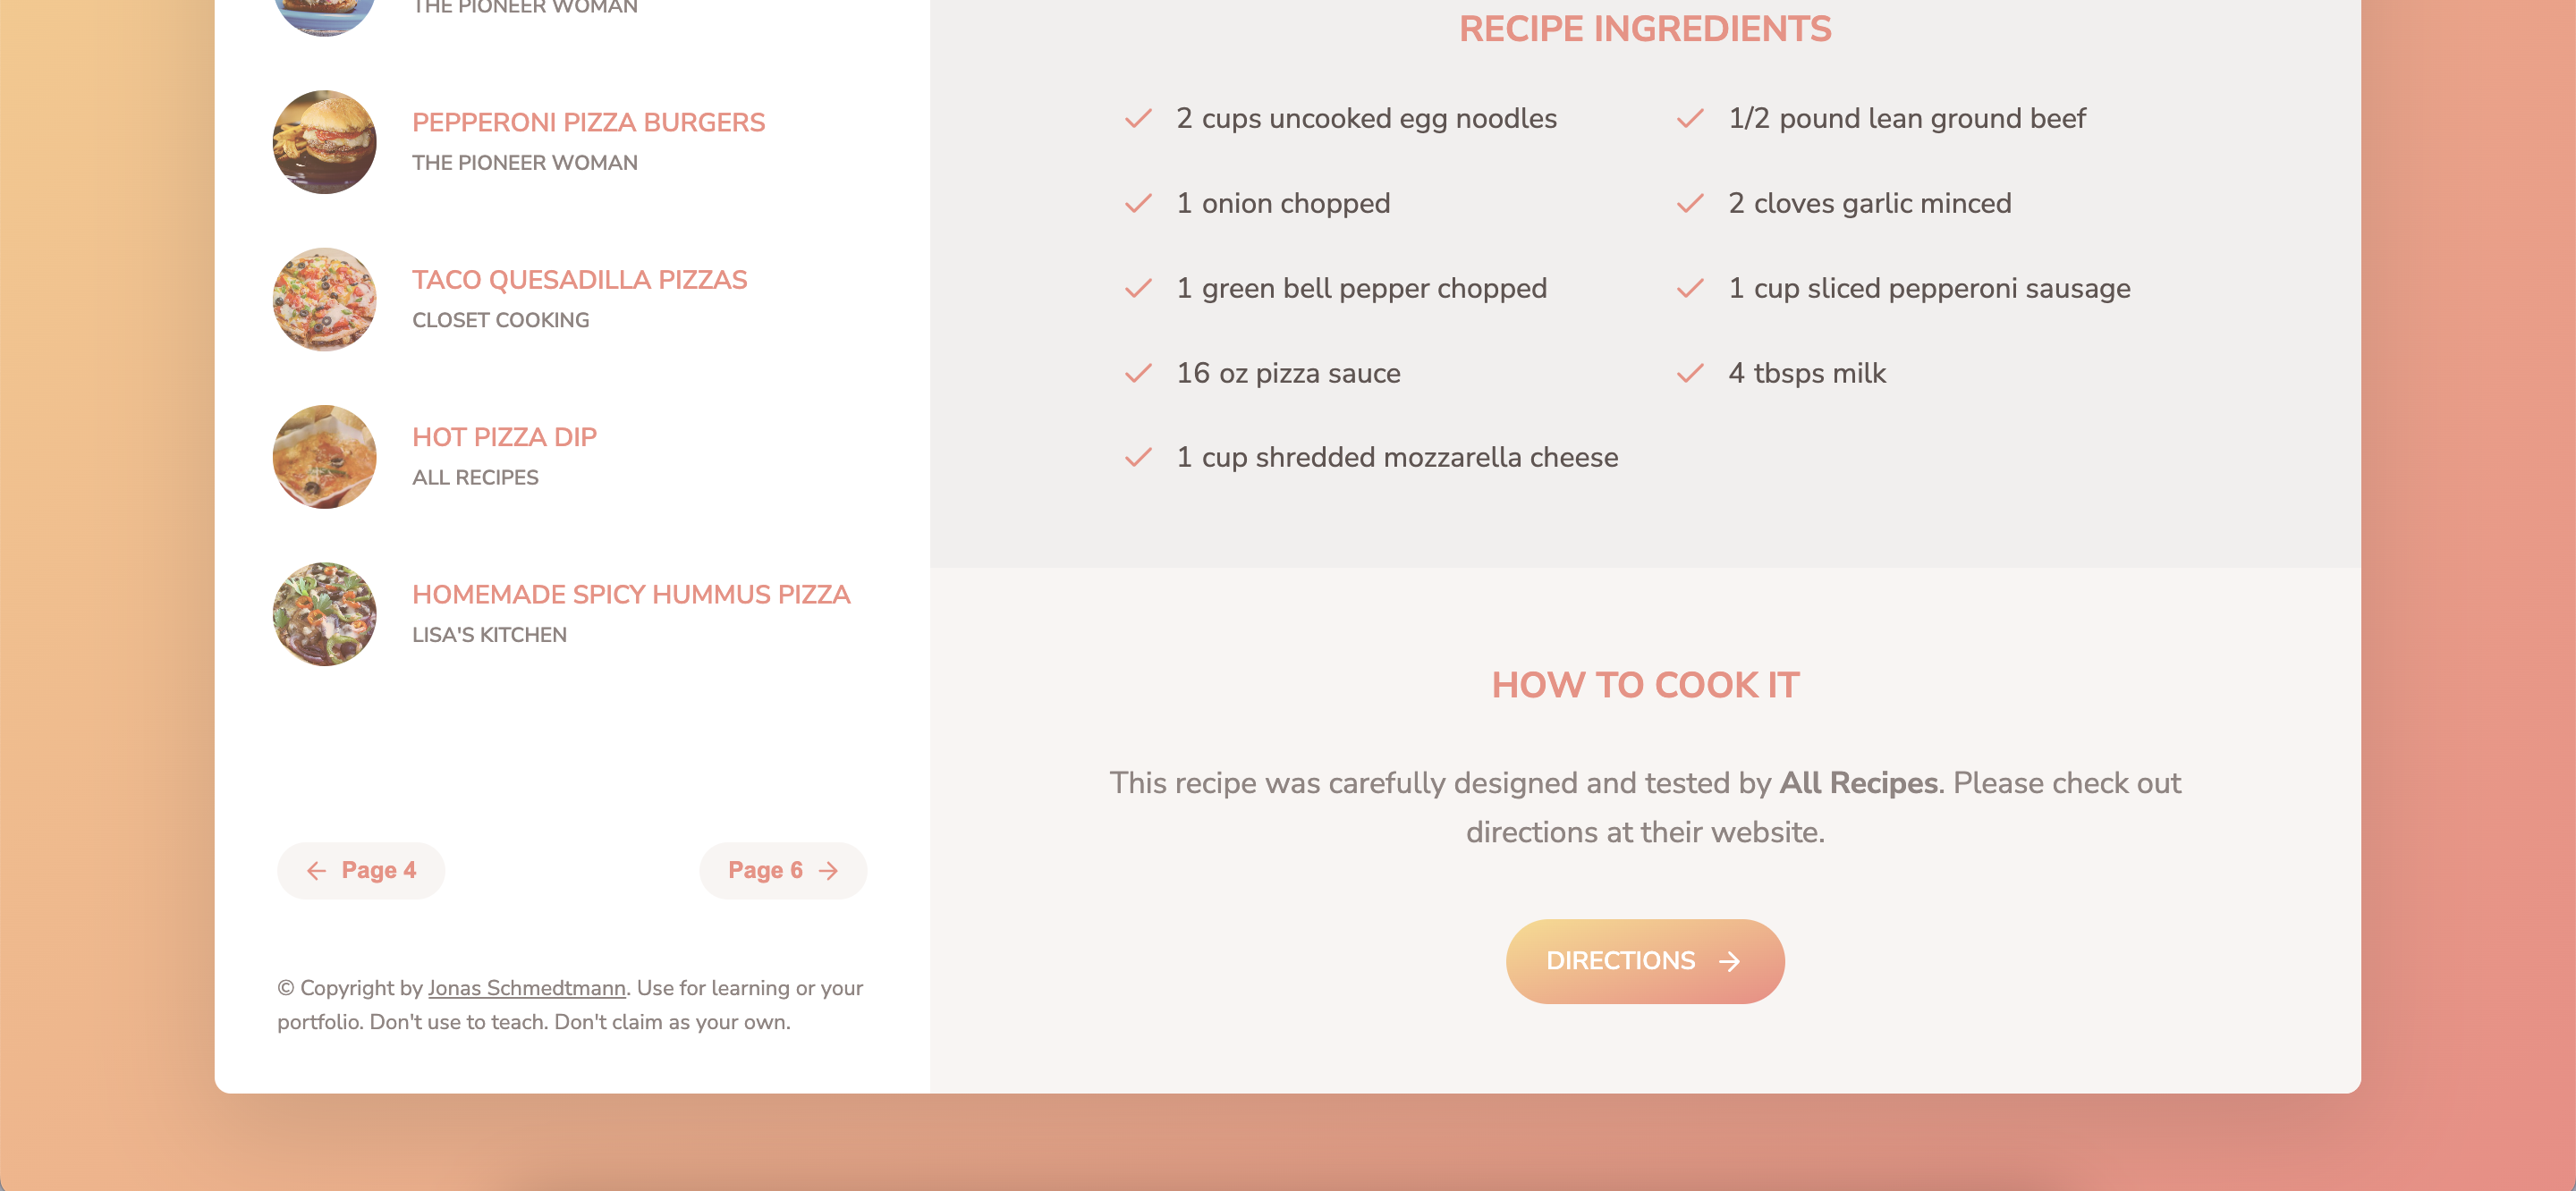 THE PIONEER WOMAN
PEPPERONI PIZZA BURGERS
THE PIONEER WOMAN
TACO QUESADILLA PIZZAS
CLOSET COOKING
HOT PIZZA DIP
ALL RECIPES
HOMEMADE SPICY HUMMUS PIZZA
LISA'S KITCHEN
Page 4
Page 6
© Copyright by Jonas Schmedtmann. Use for learning or your
portfolio. Don't use to teach. Don't claim as your own.
RECIPE INGREDIENTS
2 cups uncooked egg noodles
1/2 pound lean ground beef
1 onion chopped
2 cloves garlic minced
1 green bell pepper chopped
1 cup sliced pepperoni sausage
16 oz pizza sauce
4 tbsps milk
1 cup shredded mozzarella cheese
HOW TO COOK IT
This recipe was carefully designed and tested by All Recipes. Please check out
directions at their website.
DIRECTIONS